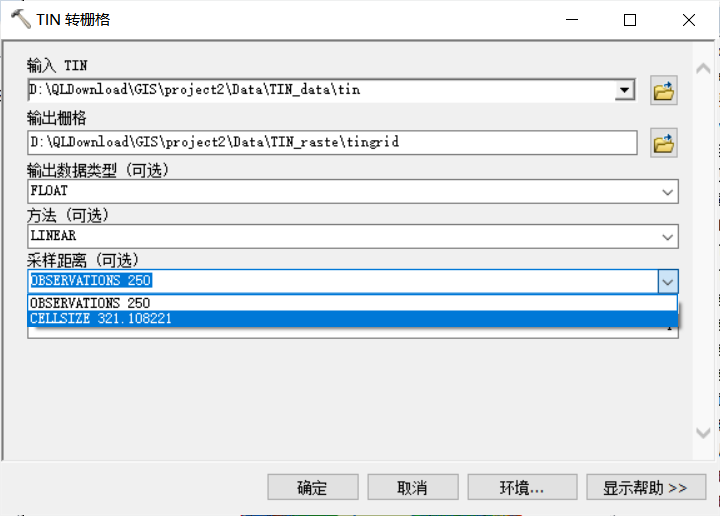 TIN 转栅格
输入 TIN
D:\QLDownload\GIS\project2\Data\TIN_data\tin
输出栅格
D:\QLDownload\GIS\project2\Data\TIN_raste\tingrid
输出数据类型 (可选)
FLOAT
方法 (可选)
LINEAR
采样距离 (可选)
OBSERVATIONS 250
OBSERVATIONS 250
CELLSIZE 321.108221
确定 取消 环境... 显示帮助 >>